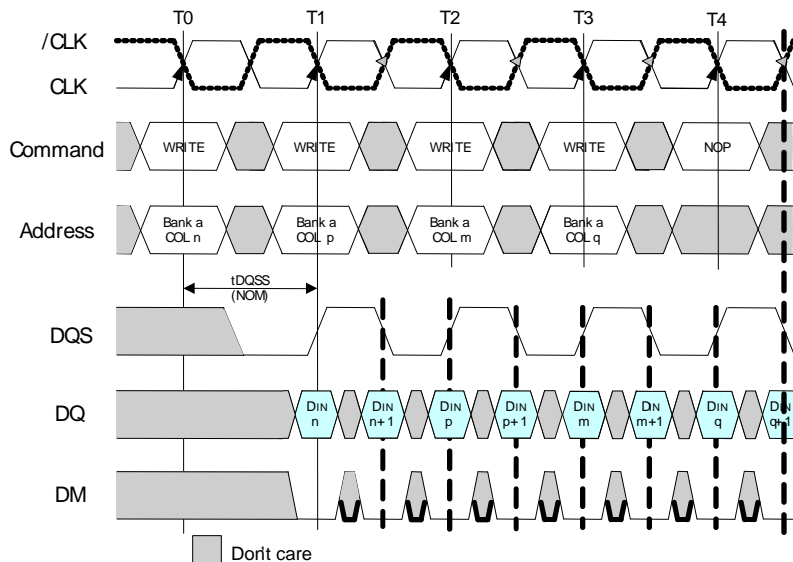 T0 T1 T2 T3 T4
/CLK
CLK
Command WRITE WRITE WRITE WRITE NOP
Address Bank a COL n Bank a COL p Bank a COL m Bank a COL q
tDQSS
(NOM)
DQS
DQ DIN n DIN n+1 DIN p DIN p+1 DIN m DIN m+1 DIN q DIN q+1
DM
Don't care